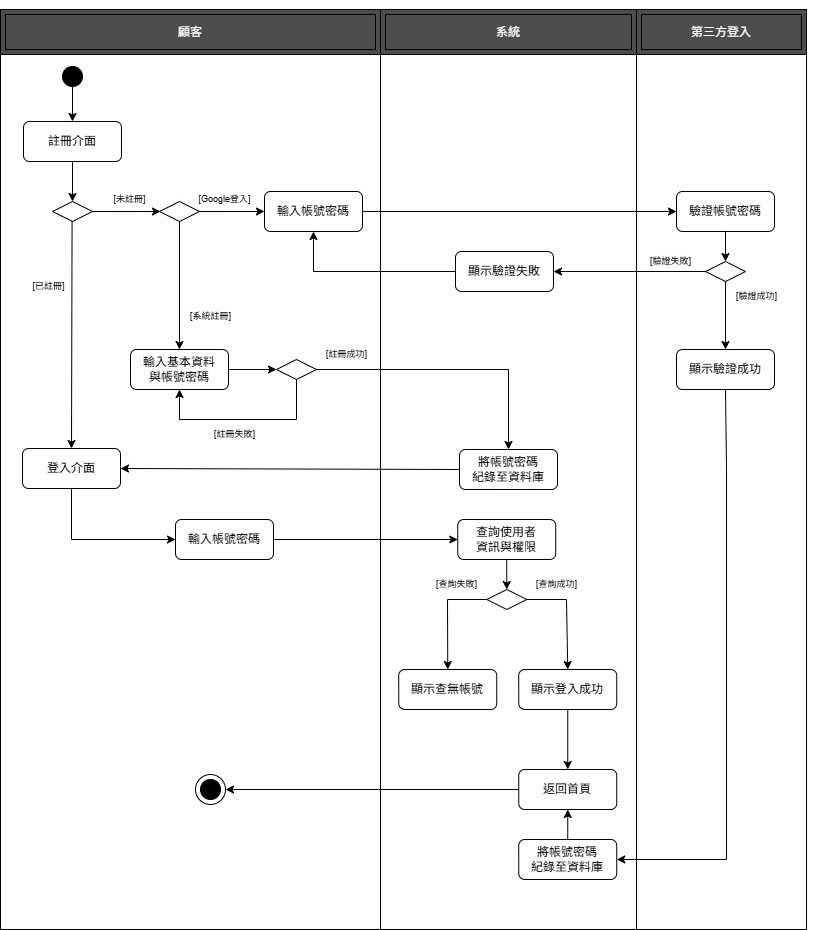 顧客
系統
第三方登入
註冊介面
[未註冊]
[Google登入]
輸入帳號密碼
驗證帳號密碼
顯示驗證失敗
[驗證失敗]
[已註冊]
[驗證成功]
[系統註冊]
輸入基本資料
與帳號密碼
[註冊成功]
顯示驗證成功
[註冊失敗]
登入介面
將帳號密碼
紀錄至資料庫
輸入帳號密碼
查詢使用者
資訊與權限
[查詢失敗]
[查詢成功]
顯示查無帳號
顯示登入成功
返回首頁
將帳號密碼
紀錄至資料庫